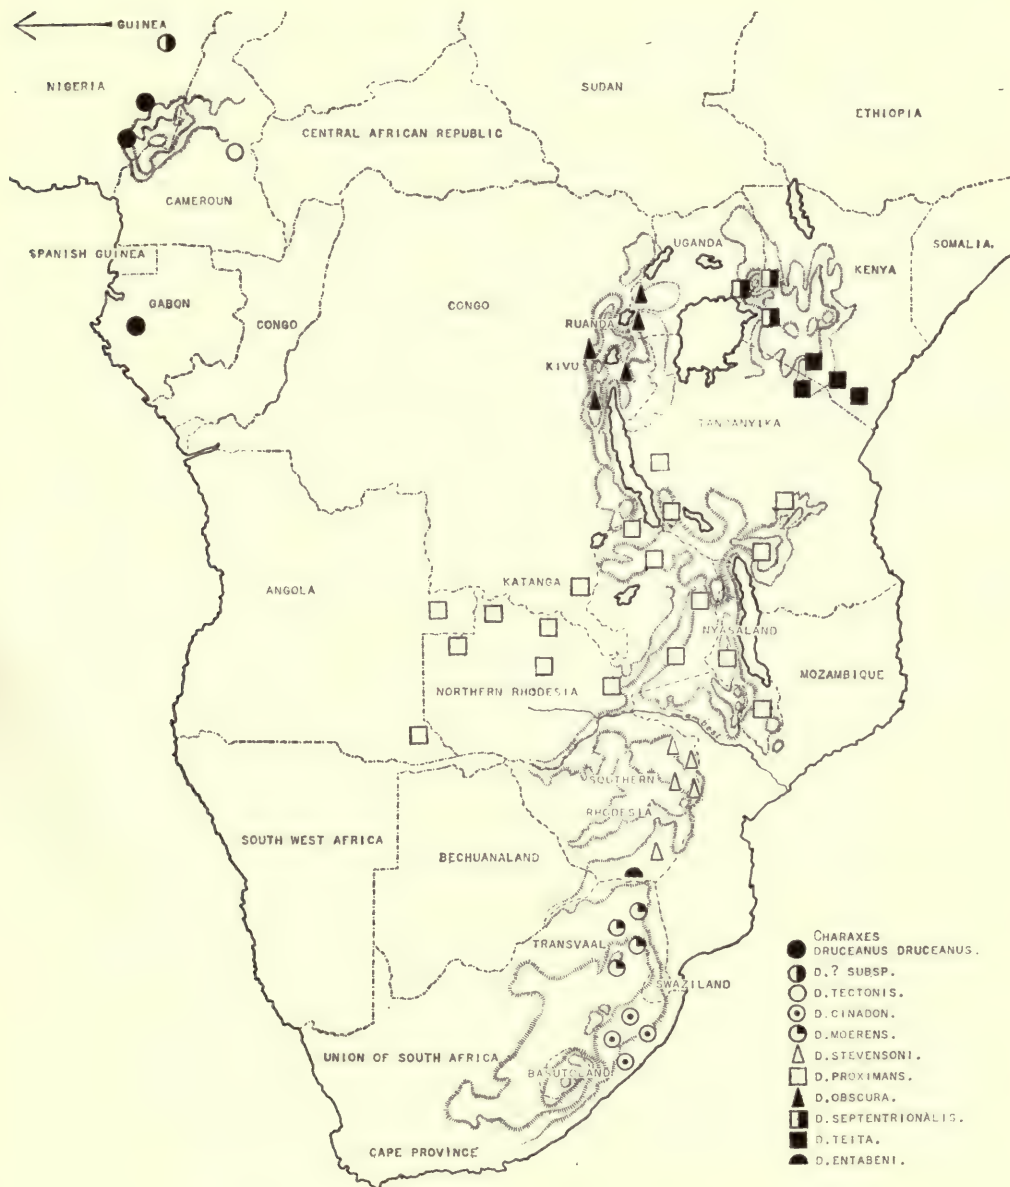 GUINEA
NIGERIA
SUDAN
ETHIOPIA
CENTRAL AFRICAN REPUBLIC
CAMEROUN
SPANISH GUINEA
UGANDA
SOMALIA.
KENYA
GABON
CONGO
CONGO
RUANDA
KIVU
TANGANYIKA
KATANGA
ANGOLA
NYASALAND
MOZAMBIQUE
NORTHERN RHODESIA
SOUTHERN
RHODESIA
SOUTH WEST AFRICA
BECHUANALAND
TRANSVAAL
SWAZILAND
UNION OF SOUTH AFRICA
BASUTOLAND
CAPE PROVINCE
CHARAXES
DRUCEANUS DRUCEANUS.
D.? SUBSP.
D.TECTONIS.
D.CINADON.
D.MOERENS.
D.STEVENSONI.
D.PROXIMANS.
D.OBSCURA.
D.SEPTENTRIONÀLIS.
D.TEITA.
D.ENTABENI.